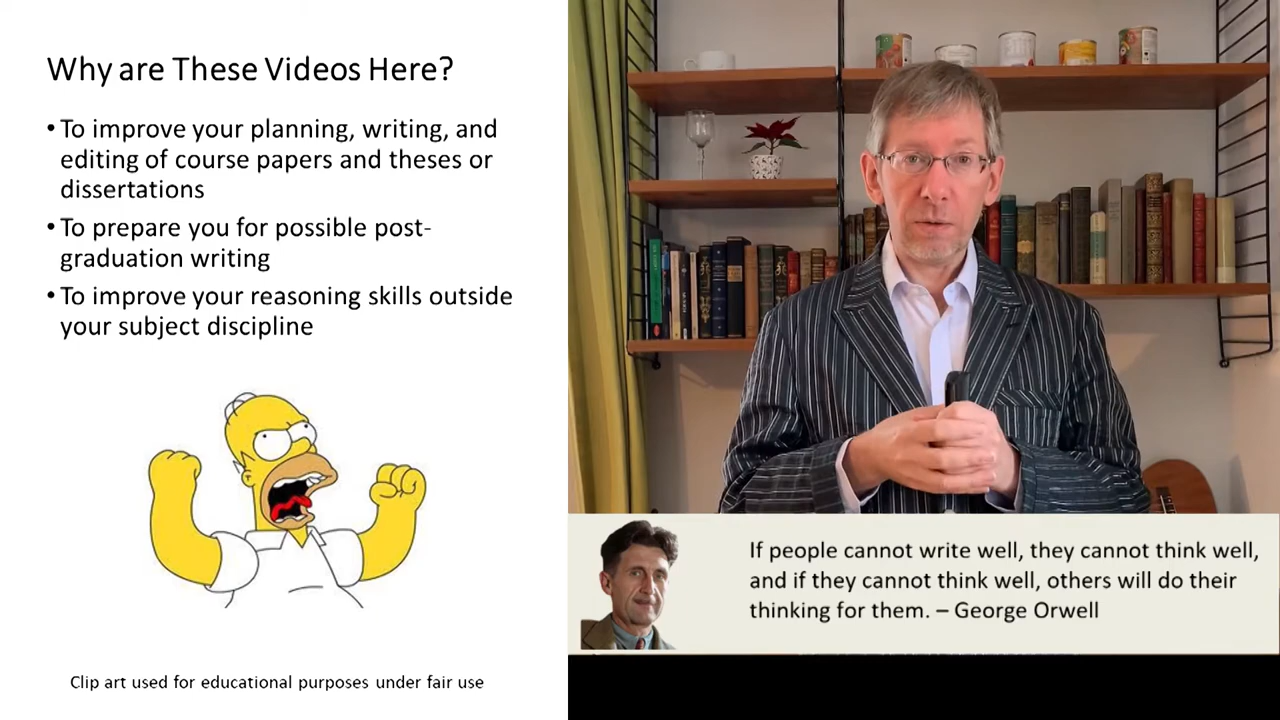 Why are These Videos Here?
• To improve your planning, writing, and
editing of course papers and theses or
dissertations
• To prepare you for possible post-
graduation writing
• To improve your reasoning skills outside
your subject discipline
Clip art used for educational purposes under fair use
If people cannot write well, they cannot think well,
and if they cannot think well, others will do their
thinking for them. – George Orwell